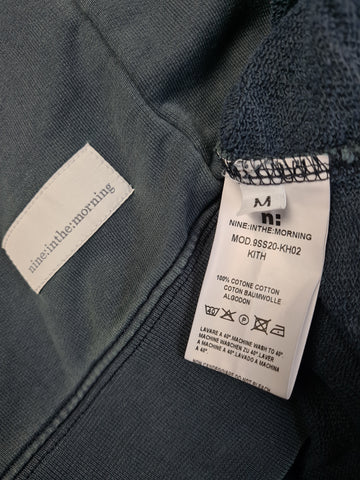 nine:inthe:morning
M
n:
NINE:INTHE:MORNING
MOD.9SS20-KH02
KITH
100% COTONE COTTON
COTON BAUMWOLLE
ALGODON
LAVARE A 40° MACHINE WASH TO 40°
MACHINE WASCHEN ZU 40° LAVER
A MACHINE A 40° LAVAR A MÁQUINA
A 40°